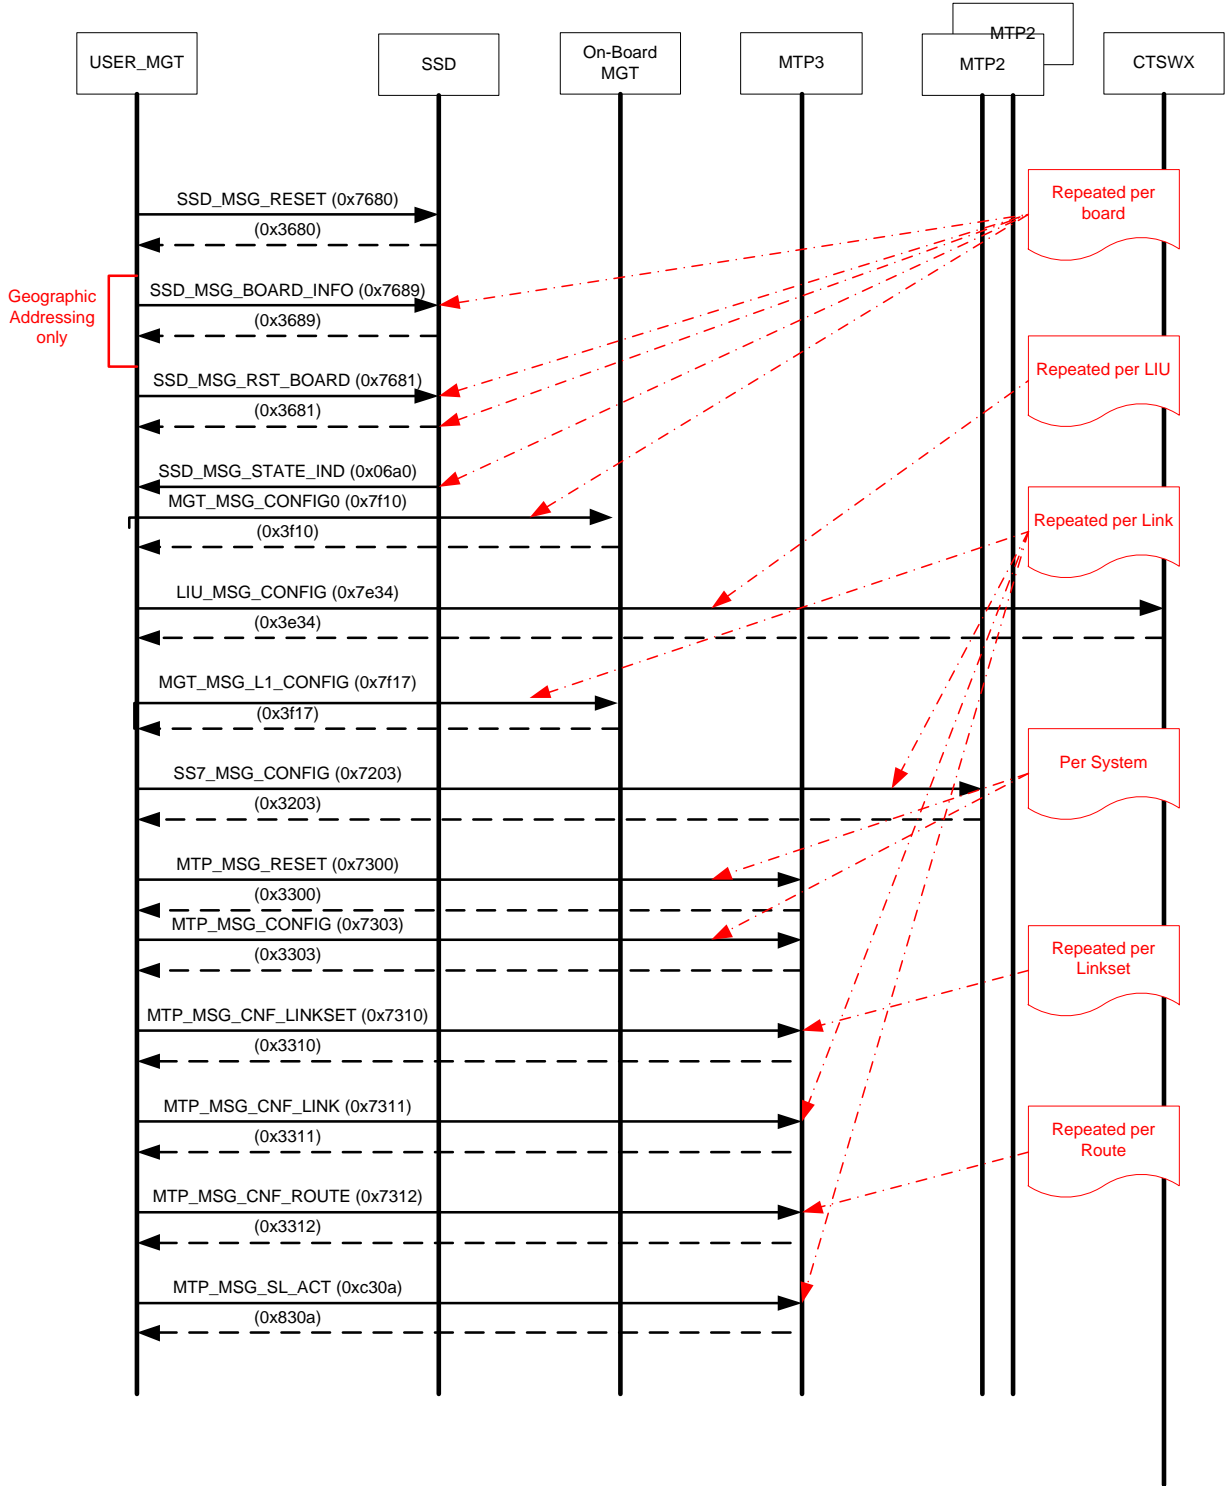 MTP2
USER_MGT
SSD
On-Board
MGT
MTP3
MTP2
CTSWX
SSD_MSG_RESET (0x7680)
(0x3680)
Repeated per
board
Geographic
Addressing
only
SSD_MSG_BOARD_INFO (0x7689)
(0x3689)
SSD_MSG_RST_BOARD (0x7681)
(0x3681)
Repeated per LIU
SSD_MSG_STATE_IND (0x06a0)
MGT_MSG_CONFIG0 (0x7f10)
(0x3f10)
Repeated per Link
LIU_MSG_CONFIG (0x7e34)
(0x3e34)
MGT_MSG_L1_CONFIG (0x7f17)
(0x3f17)
SS7_MSG_CONFIG (0x7203)
(0x3203)
Per System
MTP_MSG_RESET (0x7300)
(0x3300)
MTP_MSG_CONFIG (0x7303)
(0x3303)
Repeated per
Linkset
MTP_MSG_CNF_LINKSET (0x7310)
(0x3310)
MTP_MSG_CNF_LINK (0x7311)
(0x3311)
Repeated per
Route
MTP_MSG_CNF_ROUTE (0x7312)
(0x3312)
MTP_MSG_SL_ACT (0xc30a)
(0x830a)